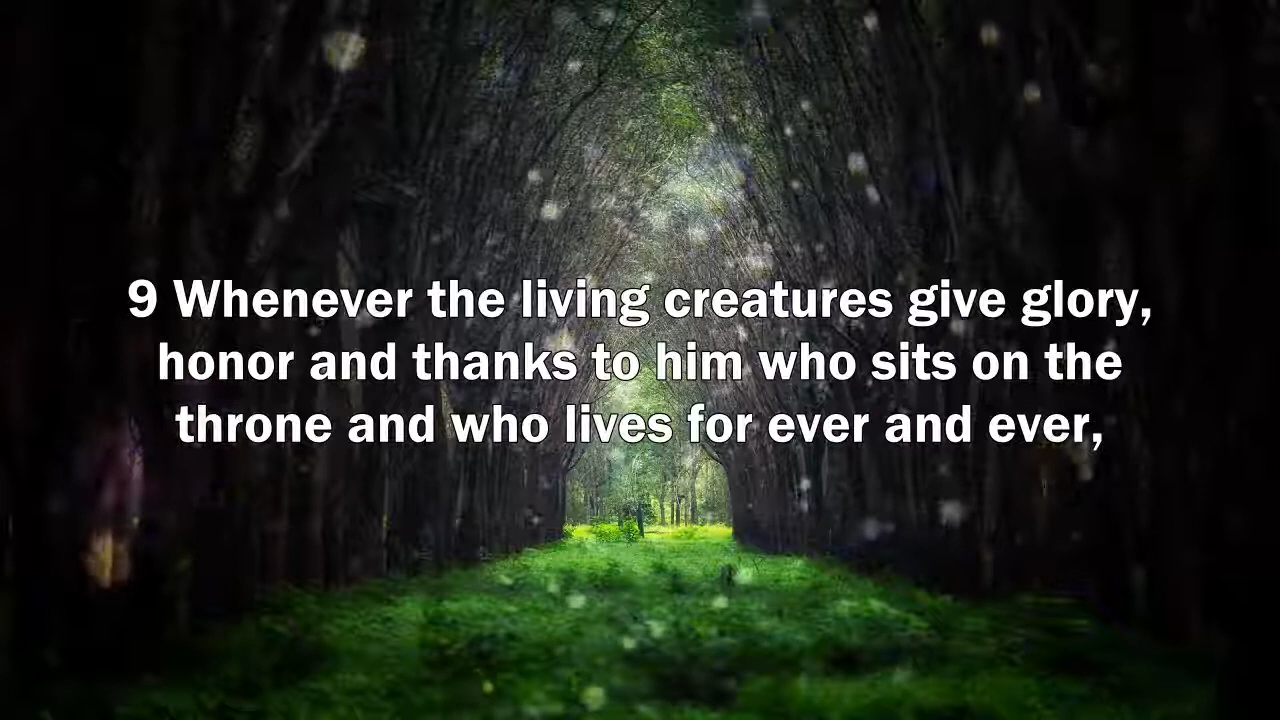 9 Whenever the living creatures give glory,
honor and thanks to him who sits on the
throne and who lives for ever and ever,